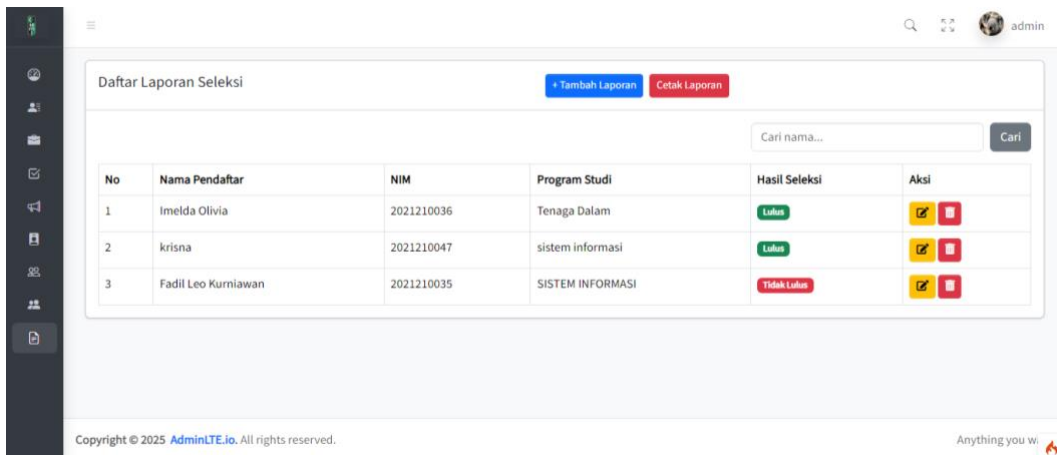 admin
Daftar Laporan Seleksi
+ Tambah Laporan Cetak Laporan
Cari nama... Cari
No Nama Pendaftar NIM Program Studi Hasil Seleksi Aksi
1 Imelda Olivia 2021210036 Tenaga Dalam Lulus
2 krisna 2021210047 sistem informasi Lulus
3 Fadil Leo Kurniawan 2021210035 SISTEM INFORMASI Tidak Lulus
Copyright © 2025 AdminLTE.io. All rights reserved. Anything you